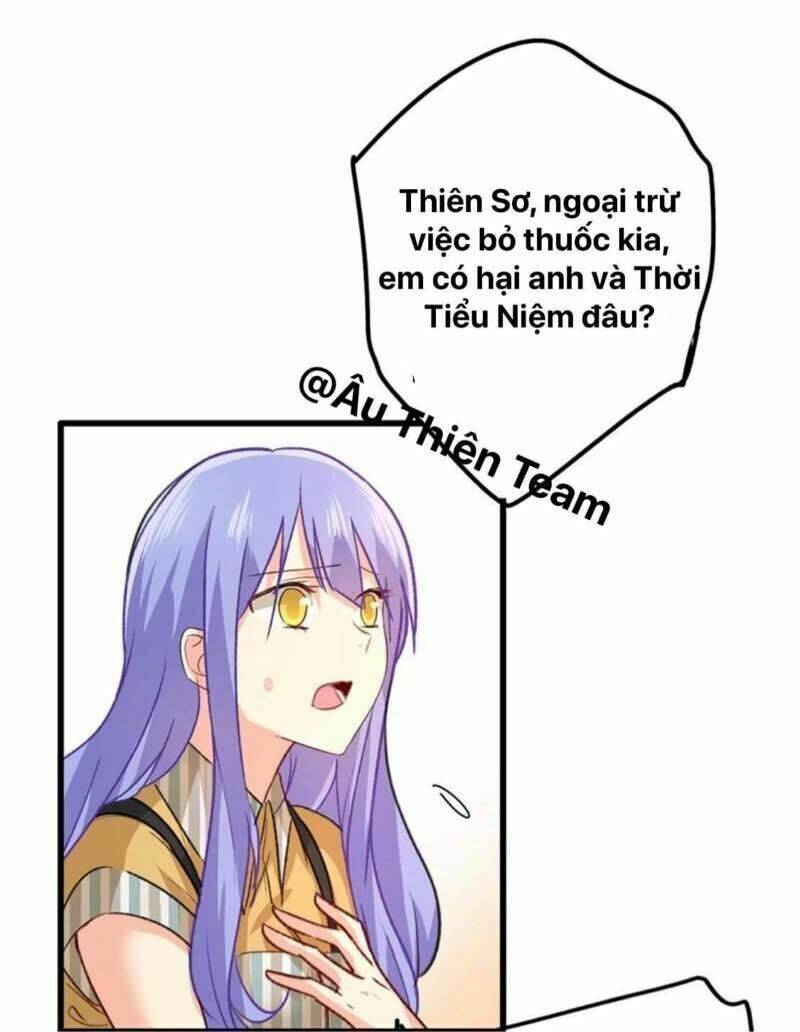 Thiên Sơ, ngoại trừ
việc bỏ thuốc kia,
em có hại anh và Thời
Tiểu Niệm đâu?
@Âu Thiên Team